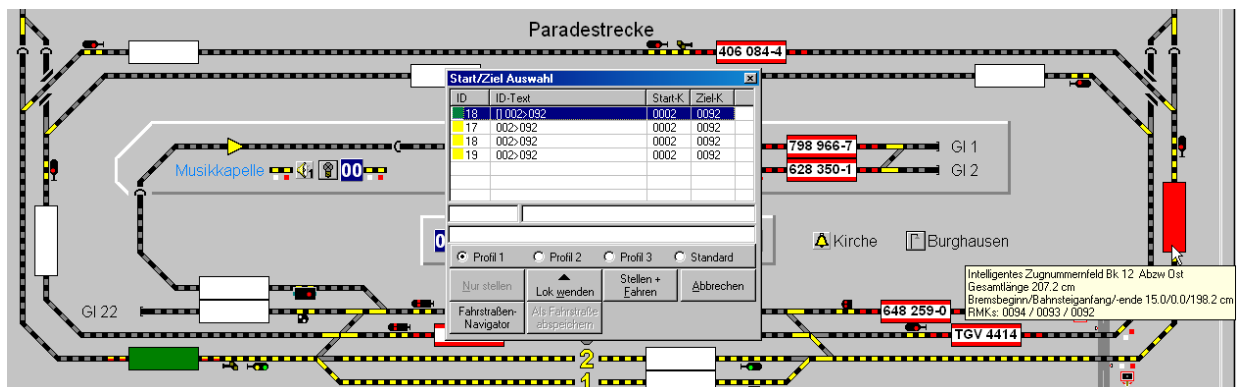 Paradestrecke
406 084-4
Start/Ziel Auswahl
ID ID-Text Start-K Ziel-K
18 [] 002>092 0002 0092
17 002>092 0002 0092
18 002>092 0002 0092
19 002>092 0002 0092
798 966-7 Gl 1
Musikkapelle 1 00
628 350-1 Gl 2
0
Kirche Burghausen
Profil 1 Profil 2 Profil 3 Standard
Nur stellen Lok wenden Stellen + Fahren Abbrechen
Fahrstraßen-Navigator Als Fahrstraße abspeichern
Intelligentes Zugnummernfeld Bk 12 Abzw Ost
Gesamtlänge 207.2 cm
Bremsbeginn/Bahnsteiganfang/-ende 15.0/0.0/198.2 cm
RMKs: 0094 / 0093 / 0092
Gl 22
648 259-0
TGV 4414
2
1